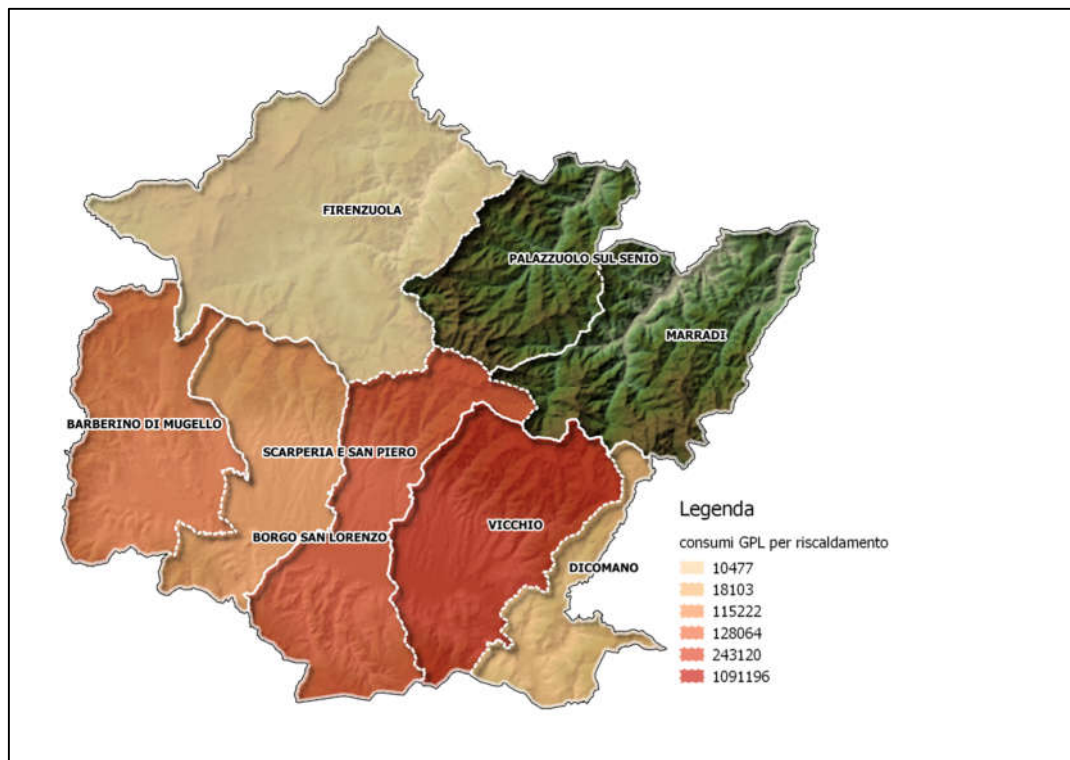 FIRENZUOLA
PALAZZUOLO SUL SENIO
MARRADI
BARBERINO DI MUGELLO
SCARPERIA E SAN PIERO
BORGO SAN LORENZO
VICCHIO
DICOMANO
Legenda
consumi GPL per riscaldamento
10477
18103
115222
128064
243120
1091196